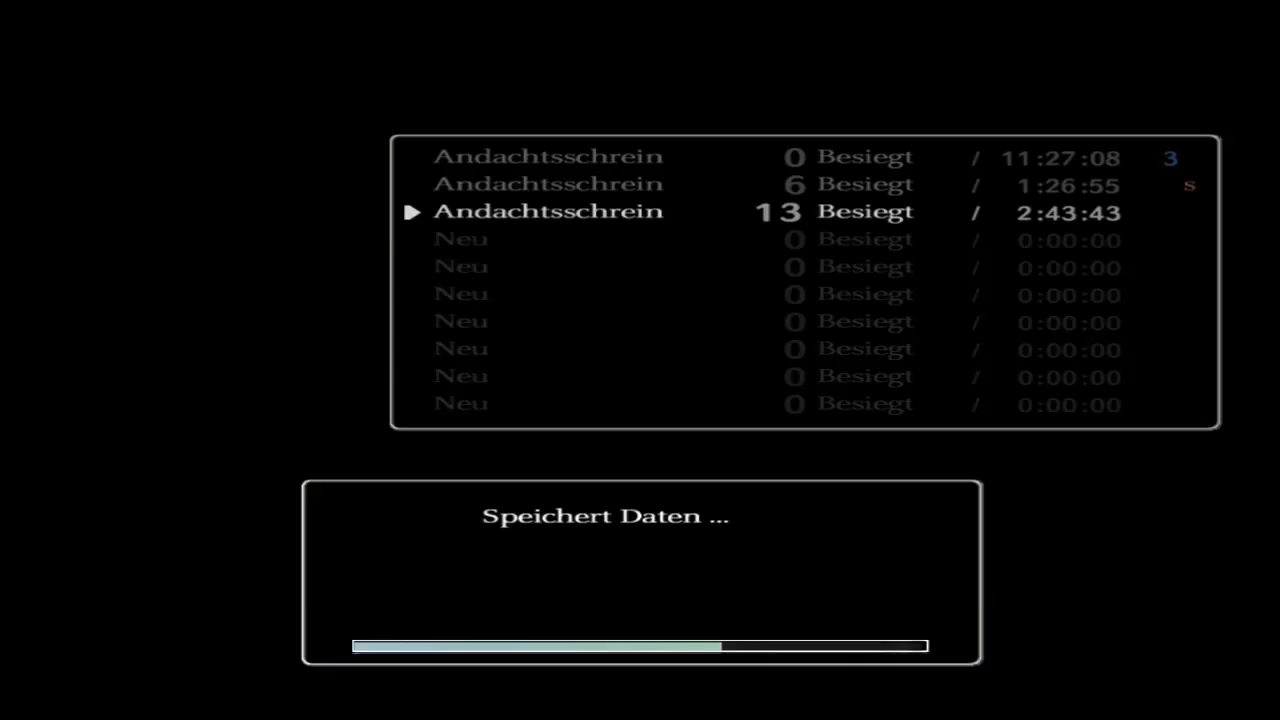 Andachtsschrein 0 Besiegt / 11:27:08 3
Andachtsschrein 6 Besiegt / 1:26:55 s
Andachtsschrein 13 Besiegt / 2:43:43
Neu 0 Besiegt / 0:00:00
Neu 0 Besiegt / 0:00:00
Neu 0 Besiegt / 0:00:00
Neu 0 Besiegt / 0:00:00
Neu 0 Besiegt / 0:00:00
Neu 0 Besiegt / 0:00:00
Neu 0 Besiegt / 0:00:00
Speichert Daten ...